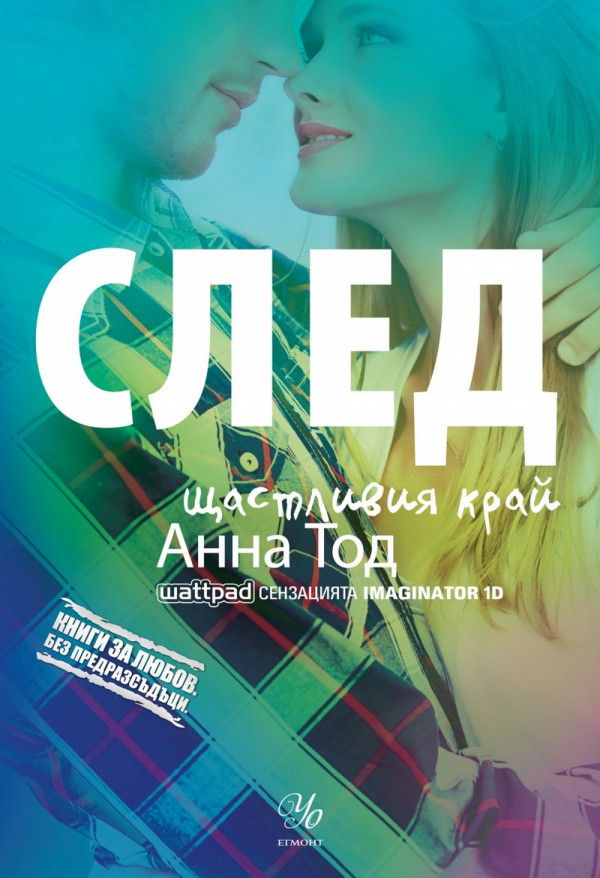 СЛЕД
щастливия край
Анна Тод
wattpad СЕНЗАЦИЯТА IMAGINATOR 1D
КНИГИ ЗА ЛЮБОВ.
БЕЗ ПРЕДРАЗСЪДЪЦИ.
УО
ЕГМОНТ